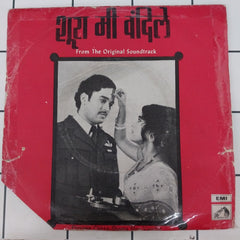 शूरा मी वंदिले
From The Original Soundtrack
EMI